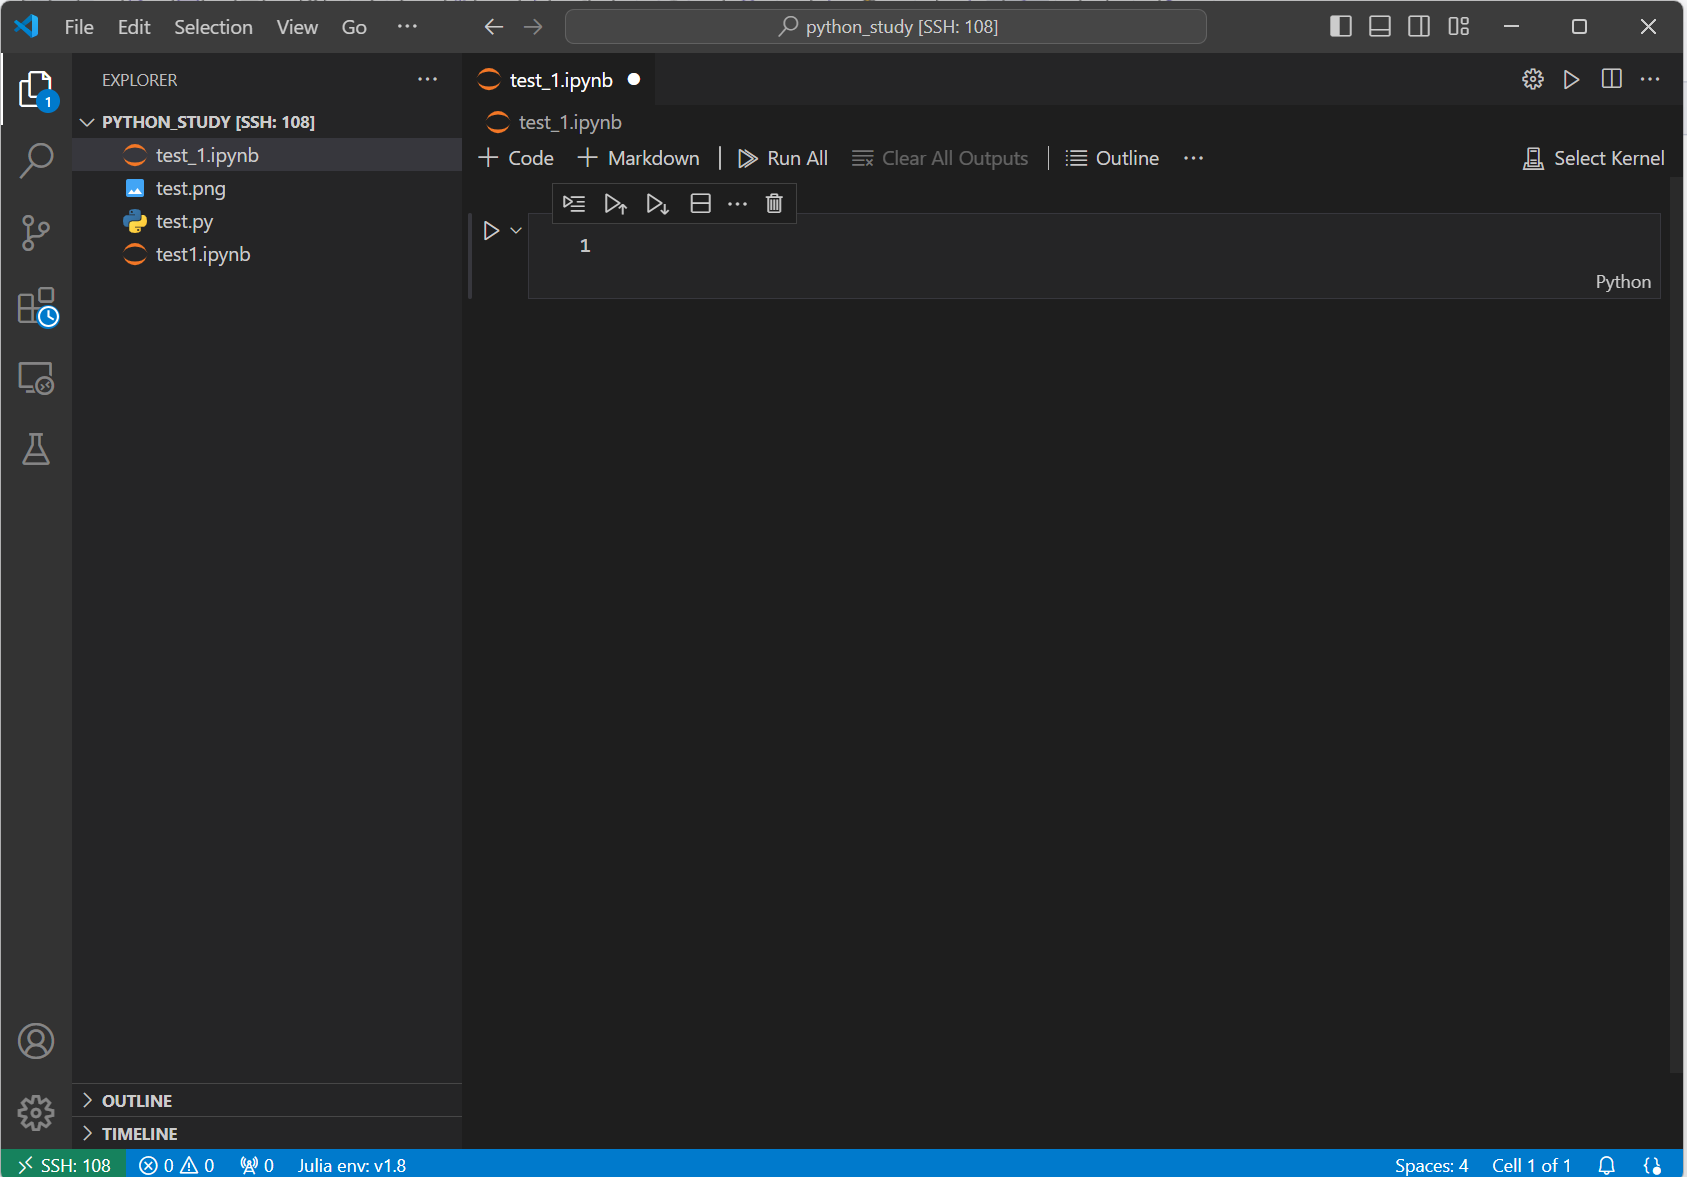 File Edit Selection View Go ··· python_study [SSH: 108]
EXPLORER ···
PYTHON_STUDY [SSH: 108]
test_1.ipynb
test.png
test.py
test1.ipynb
OUTLINE
TIMELINE
test_1.ipynb
test_1.ipynb
Code Markdown Run All Clear All Outputs Outline ··· Select Kernel
1
Python
SSH: 108 0 0 0 Julia env: v1.8 Spaces: 4 Cell 1 of 1
1